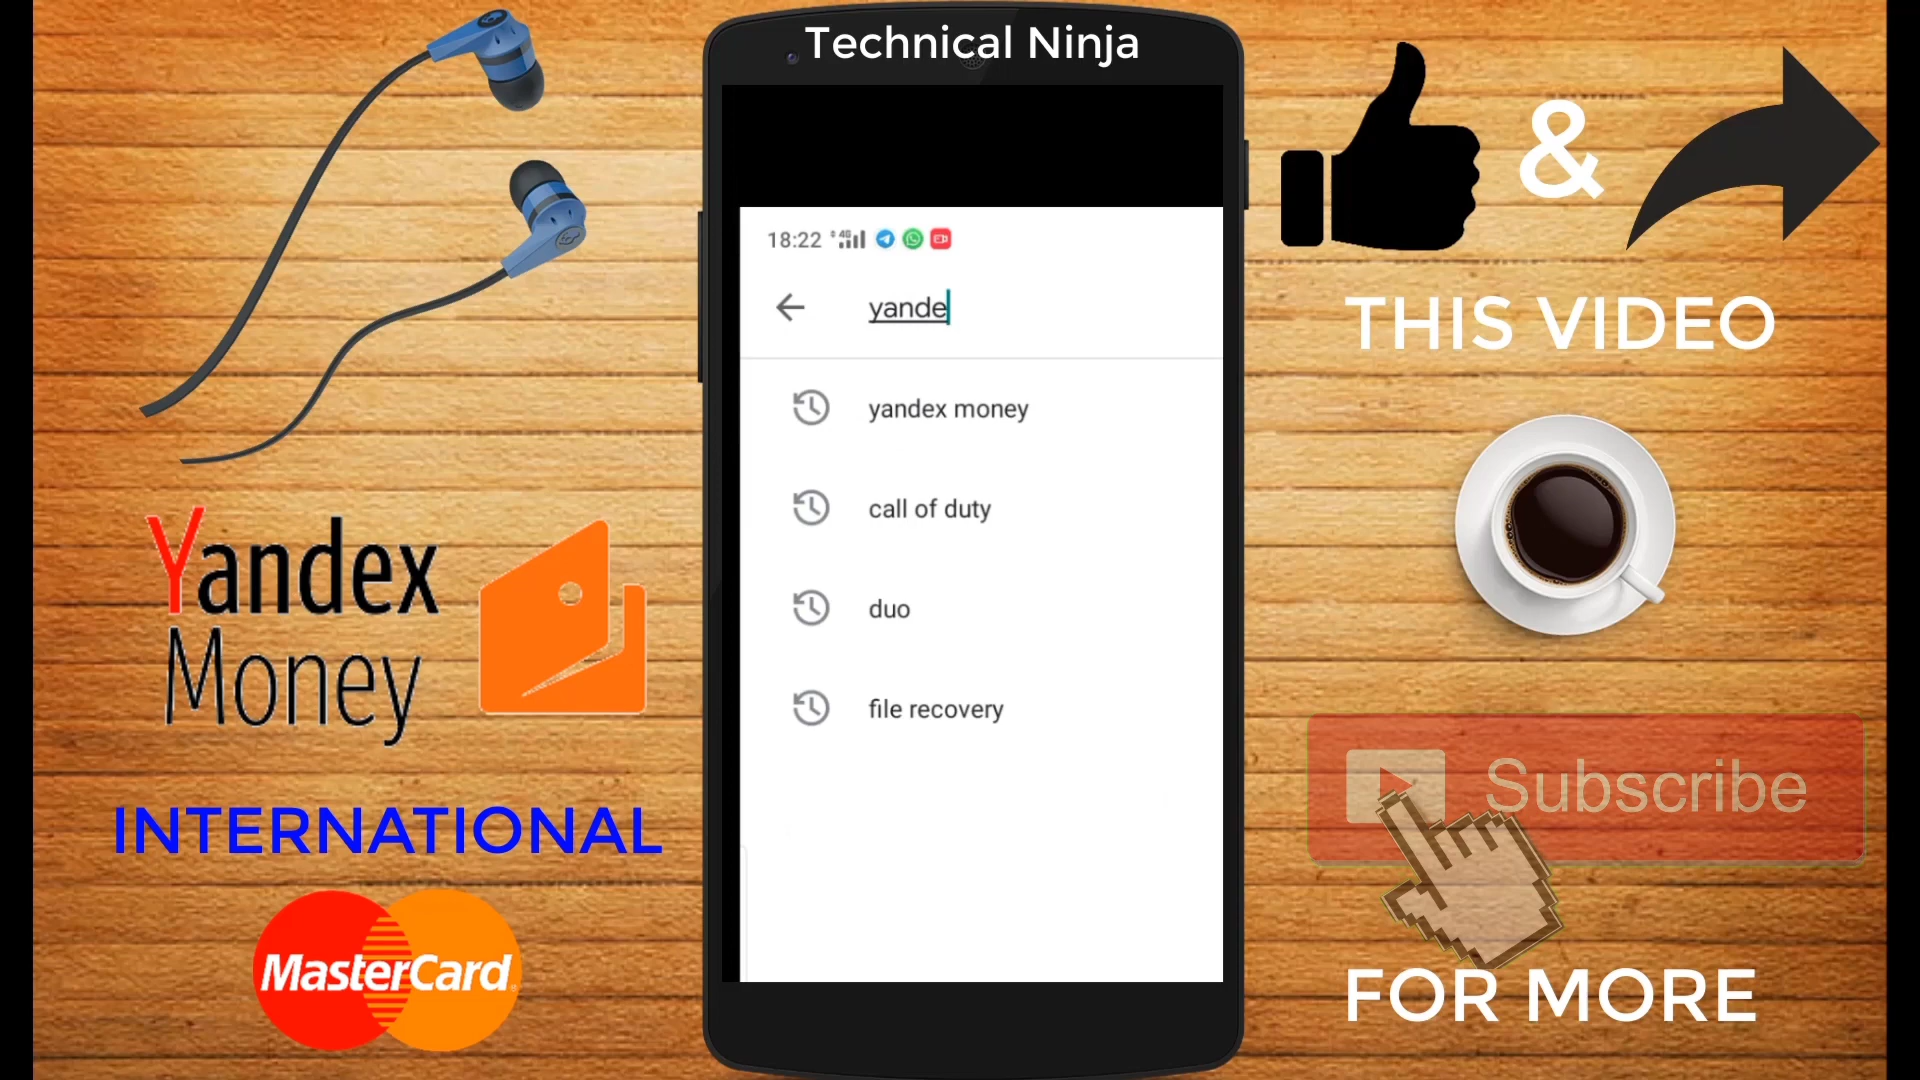 Technical Ninja
18:22 4G
yande
yandex money
call of duty
duo
file recovery
Yandex
Money
INTERNATIONAL
MasterCard
&
THIS VIDEO
Subscribe
FOR MORE